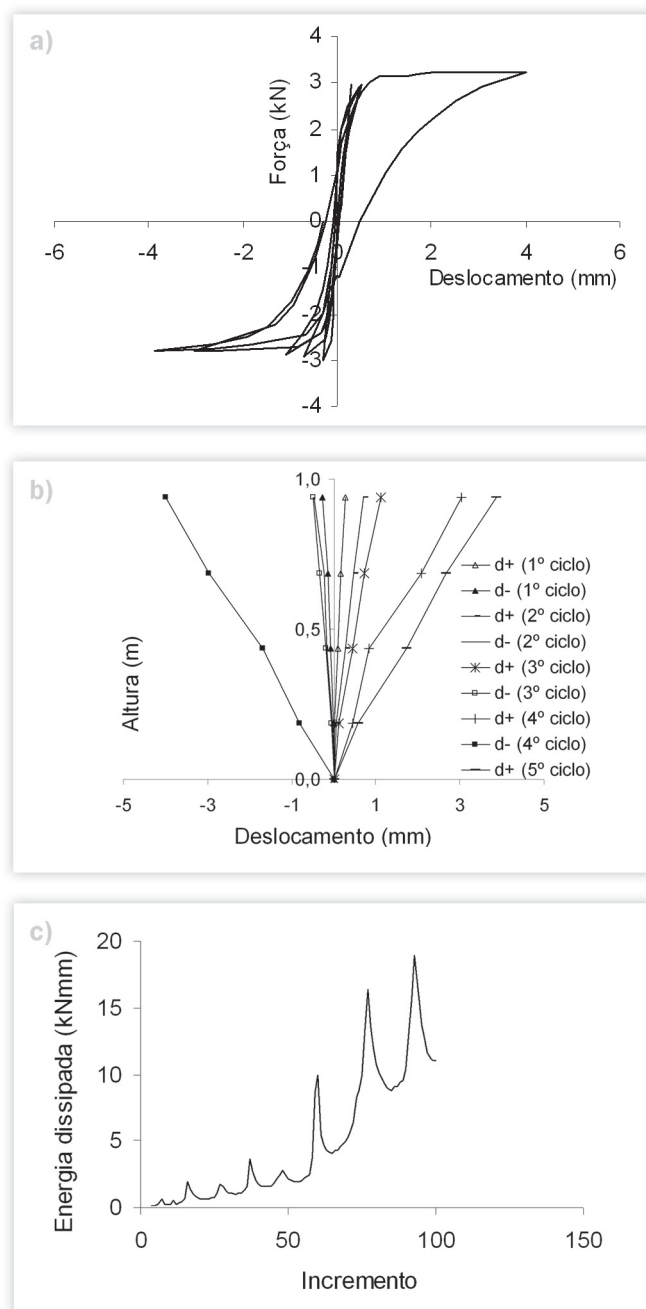 a)
4
3
2
1
0
-1
-2
-3
-4
Força (kN)
-6
-4
-2
0
2
4
6
Deslocamento (mm)
b)
1,0
0,5
0,0
Altura (m)
-5
-3
-1
1
3
5
Deslocamento (mm)
d+ (1º ciclo)
d- (1º ciclo)
d+ (2º ciclo)
d- (2º ciclo)
d+ (3º ciclo)
d- (3º ciclo)
d+ (4º ciclo)
d- (4º ciclo)
d+ (5º ciclo)
c)
20
15
10
5
0
Energia dissipada (kNmm)
0
50
100
150
Incremento